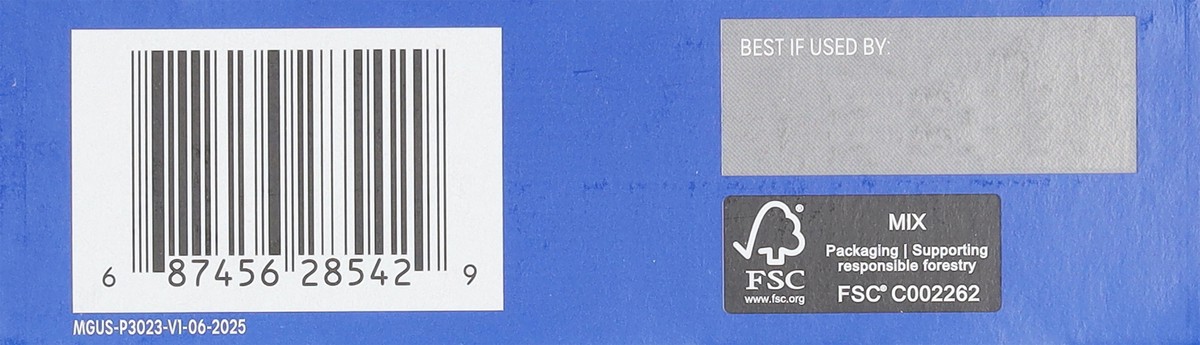 6 87456 28542 9
MGUS-P3023-V1-06-2025
BEST IF USED BY:
FSC®
www.fsc.org
MIX
Packaging | Supporting
responsible forestry
FSC® C002262